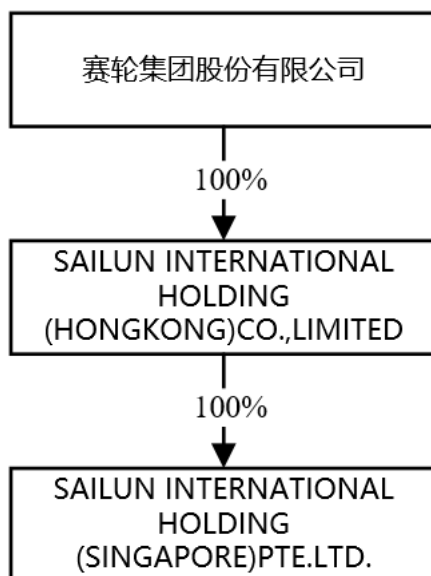 赛轮集团股份有限公司
100%
SAILUN INTERNATIONAL
HOLDING
(HONGKONG)CO.,LIMITED
100%
SAILUN INTERNATIONAL
HOLDING
(SINGAPORE)PTE.LTD.